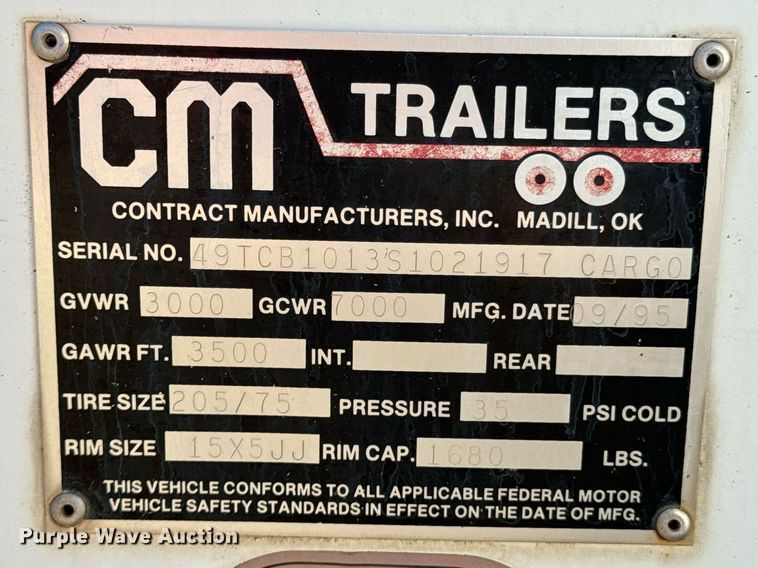 CM TRAILERS
CONTRACT MANUFACTURERS, INC. MADILL, OK
SERIAL NO. 49TCB1013S1021917 CARGO
GVWR 3000 GCWR 7000 MFG. DATE 09/95
GAWR FT. 3500 INT. REAR
TIRE SIZE 205/75 PRESSURE 35 PSI COLD
RIM SIZE 15X5JJ RIM CAP. 1680 LBS.
THIS VEHICLE CONFORMS TO ALL APPLICABLE FEDERAL MOTOR
VEHICLE SAFETY STANDARDS IN EFFECT ON THE DATE OF MFG.
Purple Wave Auction